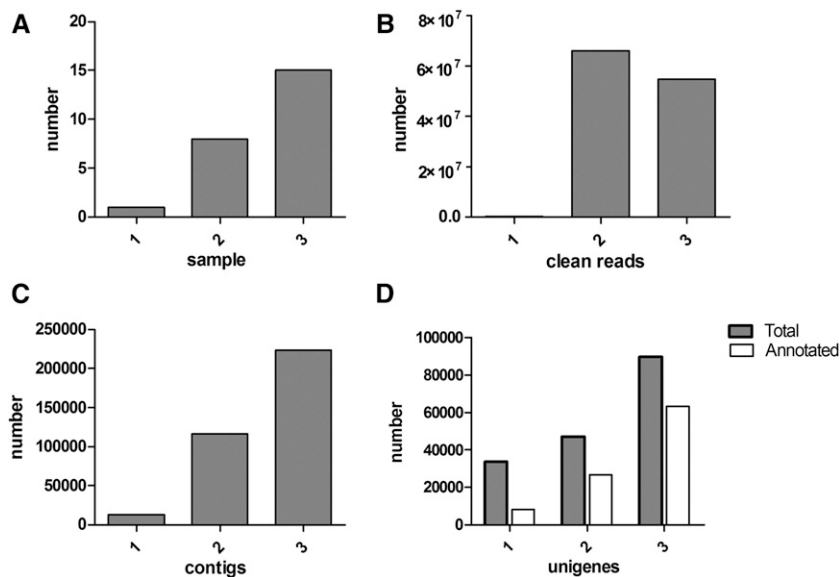 A
number
20
15
10
5
0
1 2 3
sample
B
number
8×10⁷
6×10⁷
4×10⁷
2×10⁷
0.0
1 2 3
clean reads
C
number
250000
200000
150000
100000
50000
0
1 2 3
contigs
D
number
100000
80000
60000
40000
20000
0
1 2 3
unigenes
Total
Annotated